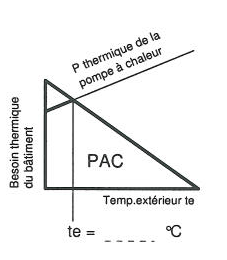 P thermique de la
pompe à chaleur
Besoin thermique
du bâtiment
PAC
Temp.extérieur te
te = _ _ _ _ °C